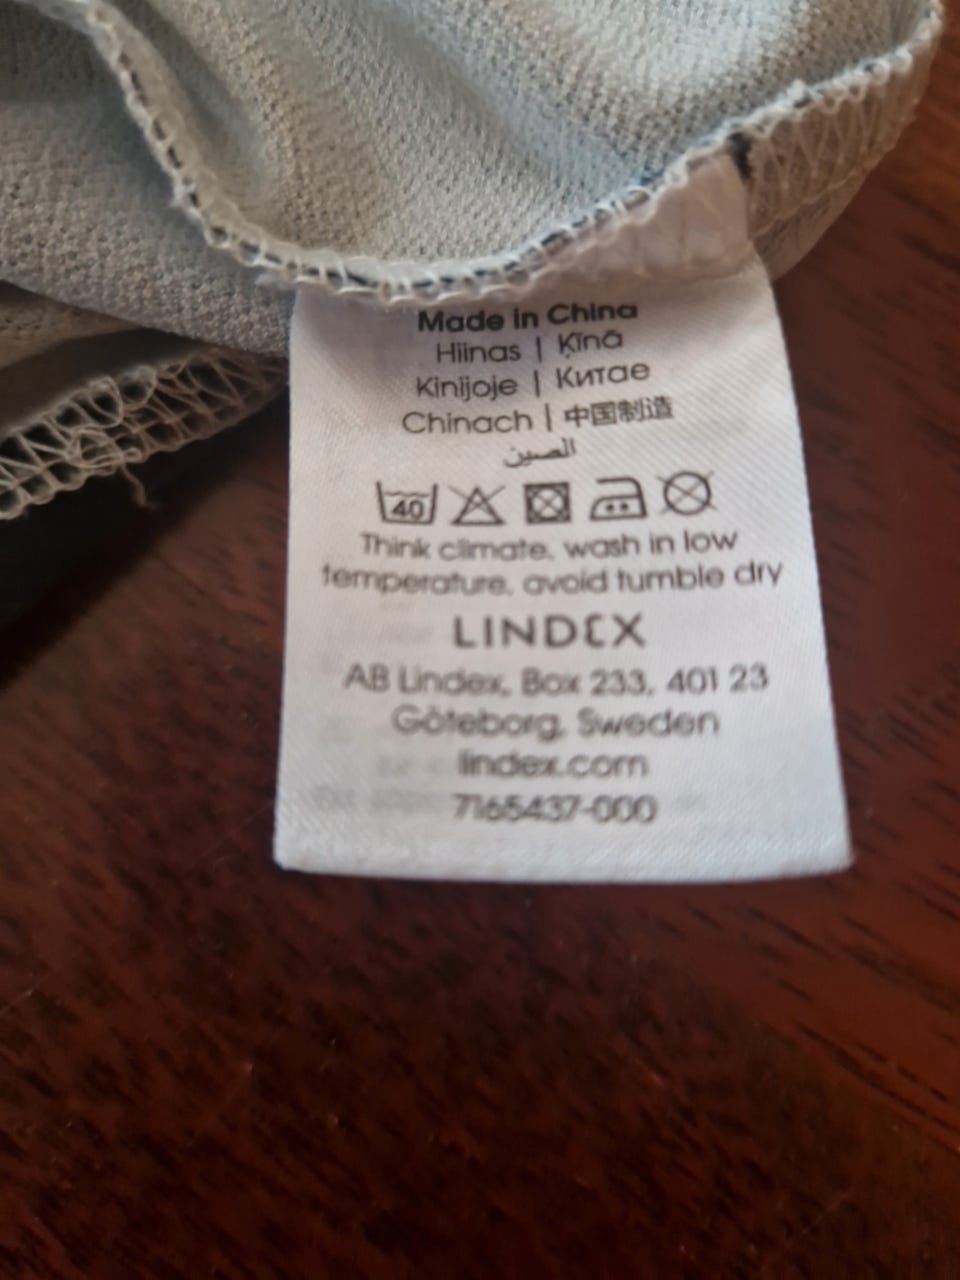 Made in China
Hiinas | Ķīnā
Kinijoje | Китае
Chinach | 中国制造
الصين
40
Think climate, wash in low
temperature, avoid tumble dry
LINDEX
AB Lindex, Box 233, 401 23
Göteborg, Sweden
lindex.com
7165437-000